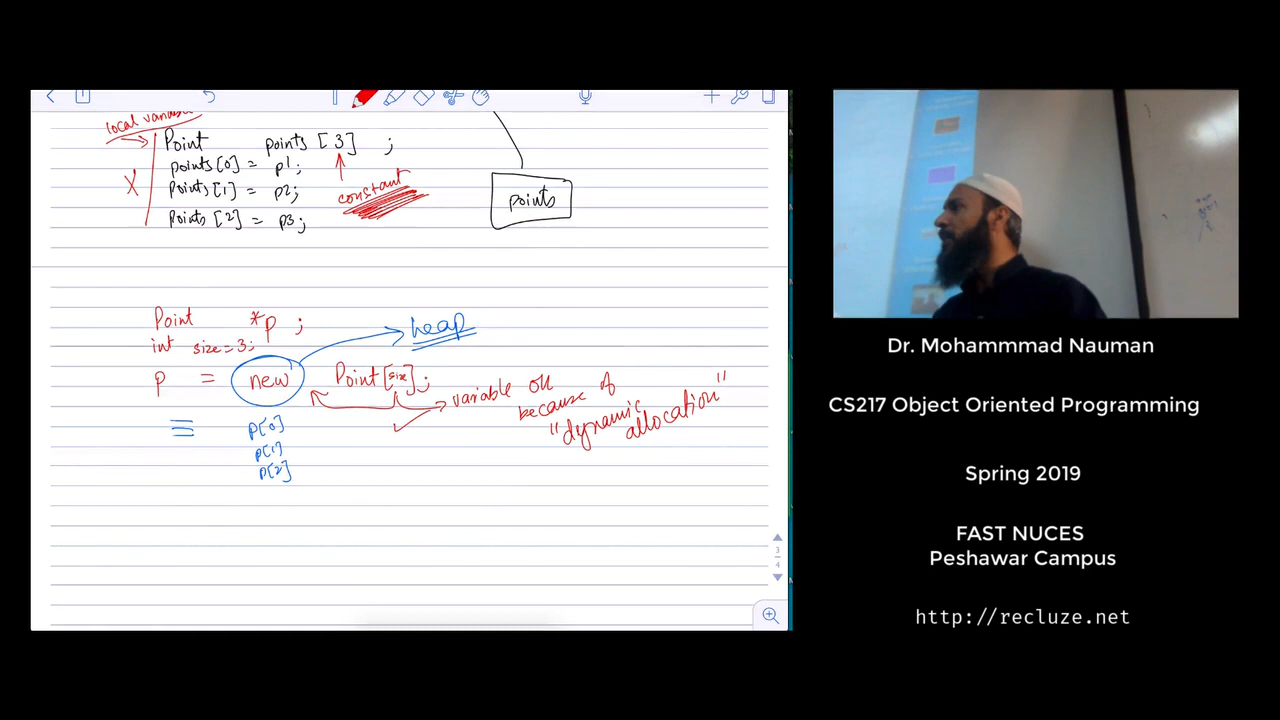 local variable
Point points [3] ;
points[0] = p1;
Points[1] = p2;
Points[2] = p3;
X
constant
points
Point *p ;
int size=3;
p = new Point[size];
heap
variable OK
because of
"dynamic
allocation"
≡ p[0]
p[1]
p[2]
3
4
Dr. Mohammmad Nauman
CS217 Object Oriented Programming
Spring 2019
FAST NUCES
Peshawar Campus
http://recluze.net